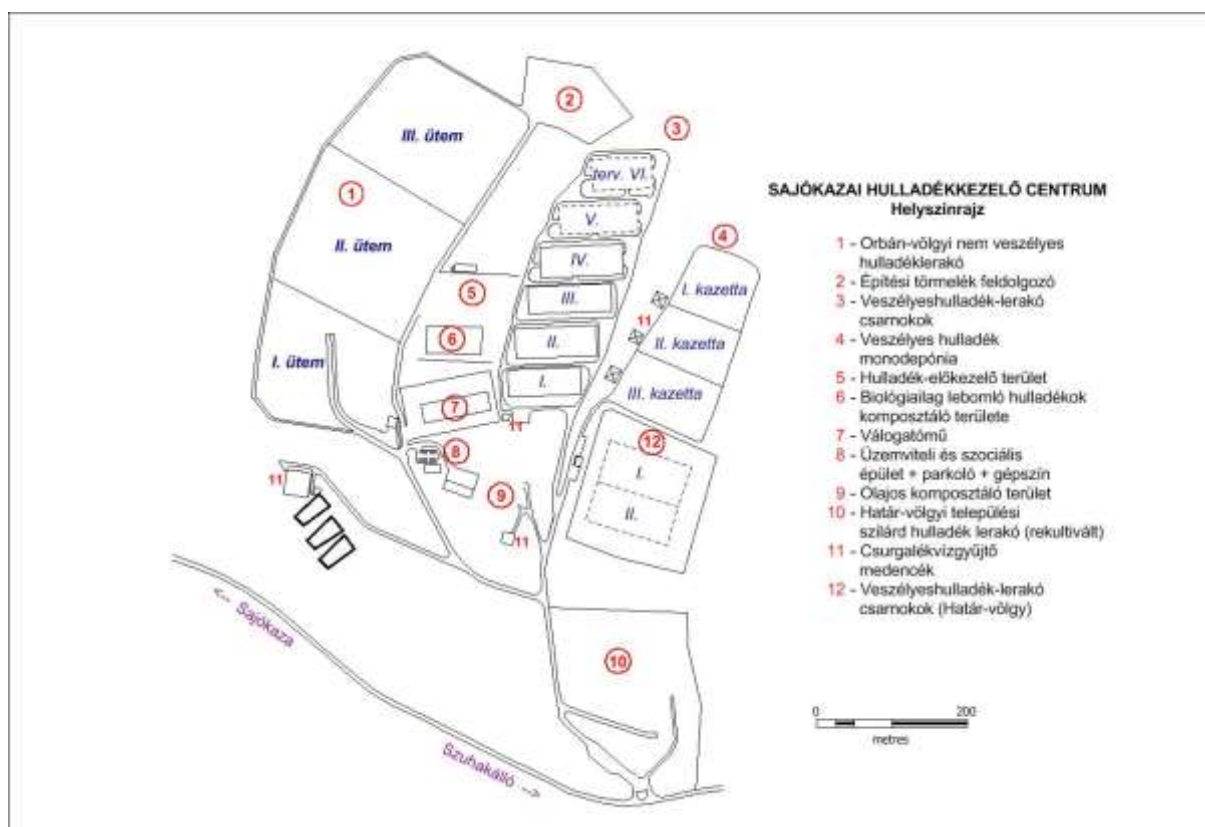 2
3
III. ütem
terv. VI.
1
V.
SAJÓKAZAI HULLADÉKKEZELŐ CENTRUM
Helyszínrajz
4
II. ütem
IV.
I. kazetta
5
III.
11
6
II.
II. kazetta
I. ütem
I.
III. kazetta
7
11
12
8
I.
11
9
II.
11
1 - Orbán-völgyi nem veszélyes
hulladéklerakó
2 - Építési törmelék feldolgozó
3 - Veszélyeshulladék-lerakó
csarnokok
4 - Veszélyes hulladék
monodepónia
5 - Hulladék-előkezelő terület
6 - Biológiailag lebomló hulladékok
komposztáló területe
7 - Válogatómű
8 - Üzemviteli és szociális
épület + parkoló + gépszín
9 - Olajos komposztáló terület
10 - Határ-völgyi települési
szilárd hulladék lerakó (rekultivált)
11 - Csurgalékvízgyűjtő
medencék
12 - Veszélyeshulladék-lerakó
csarnokok (Határ-völgy)
<-- Sajókaza
10
Szuhakálló -->
0 200
metres